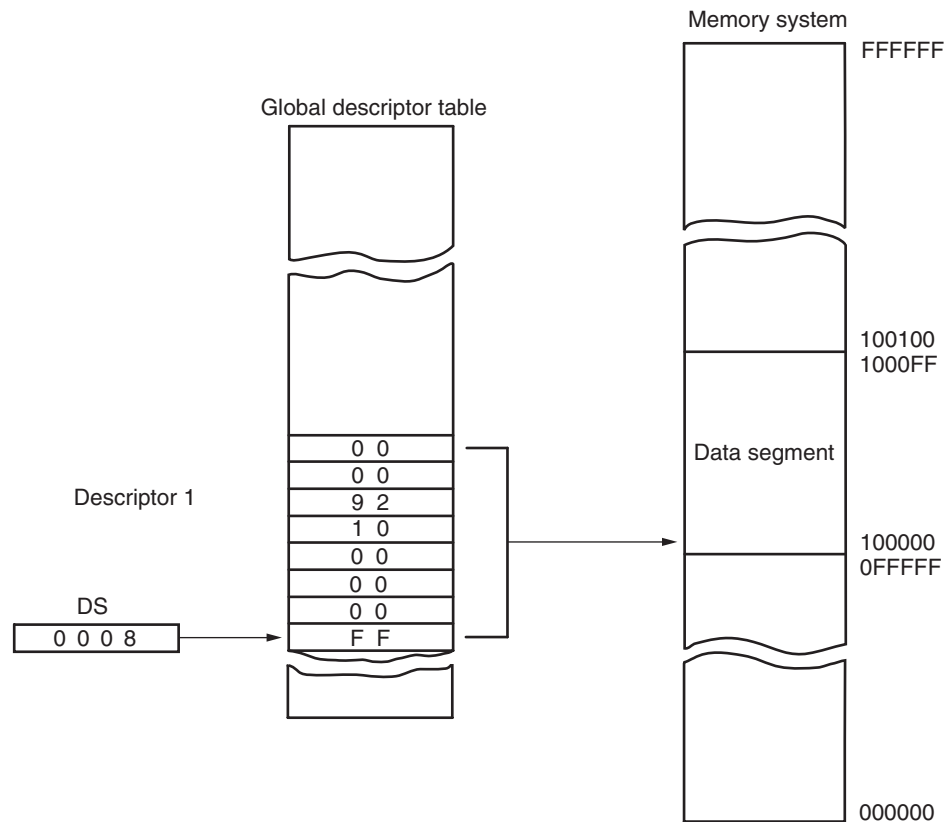 Memory system
FFFFFF
Global descriptor table
100100
1000FF
0 0
0 0
Data segment
Descriptor 1
9 2
1 0
0 0
100000
0FFFFF
0 0
DS
0 0
0 0 0 8
F F
000000